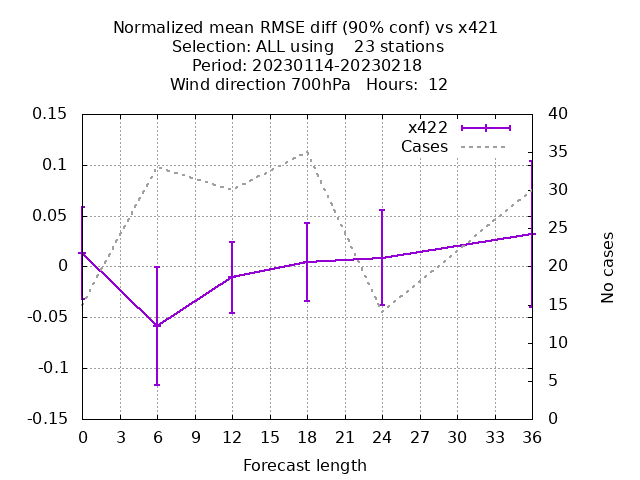 Normalized mean RMSE diff (90% conf) vs x421
Selection: ALL using    23 stations
Period: 20230114-20230218
Wind direction 700hPa   Hours:  12
x422
Cases
0.15
0.1
0.05
0
-0.05
-0.1
-0.15
40
35
30
25
20
15
10
5
0
No cases
0 3 6 9 12 15 18 21 24 27 30 33 36
Forecast length